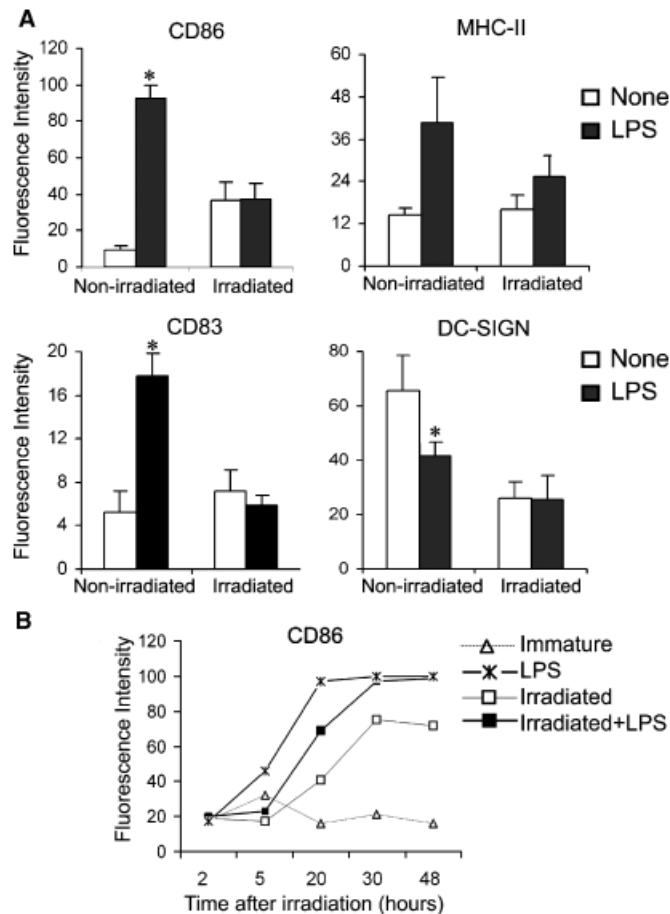 A
CD86
MHC-II
Fluorescence Intensity
120
100
80
60
40
20
0
*
Non-irradiated
Irradiated
60
48
36
24
12
0
Non-irradiated
Irradiated
None
LPS
CD83
DC-SIGN
Fluorescence Intensity
20
16
12
8
4
0
*
Non-irradiated
Irradiated
80
60
40
20
0
*
Non-irradiated
Irradiated
None
LPS
B
CD86
Fluorescence Intensity
120
100
80
60
40
20
0
2 5 20 30 48
Time after irradiation (hours)
Immature
LPS
Irradiated
Irradiated+LPS